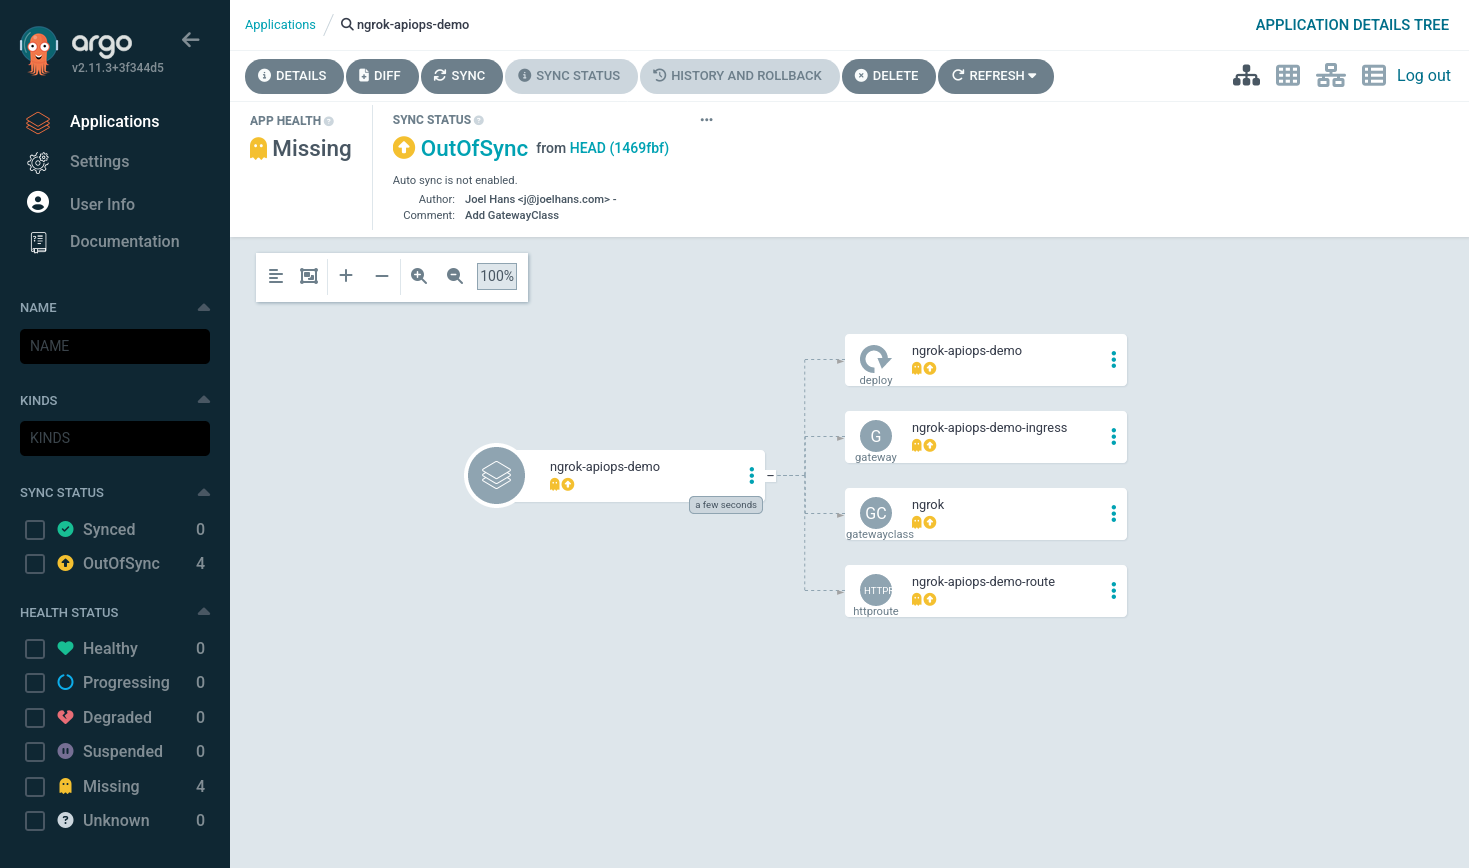 argo
v2.11.3+3f344d5
Applications
Settings
User Info
Documentation
NAME
NAME
KINDS
KINDS
SYNC STATUS
Synced 0
OutOfSync 4
HEALTH STATUS
Healthy 0
Progressing 0
Degraded 0
Suspended 0
Missing 4
Unknown 0
Applications / ngrok-apiops-demo
APPLICATION DETAILS TREE
DETAILS DIFF SYNC SYNC STATUS HISTORY AND ROLLBACK DELETE REFRESH
Log out
APP HEALTH
Missing
SYNC STATUS
OutOfSync from HEAD (1469fbf)
Auto sync is not enabled.
Author: Joel Hans <j@joelhans.com> -
Comment: Add GatewayClass
100%
ngrok-apiops-demo
a few seconds
ngrok-apiops-demo
deploy
G
ngrok-apiops-demo-ingress
gateway
GC
ngrok
gatewayclass
ngrok-apiops-demo-route
httproute